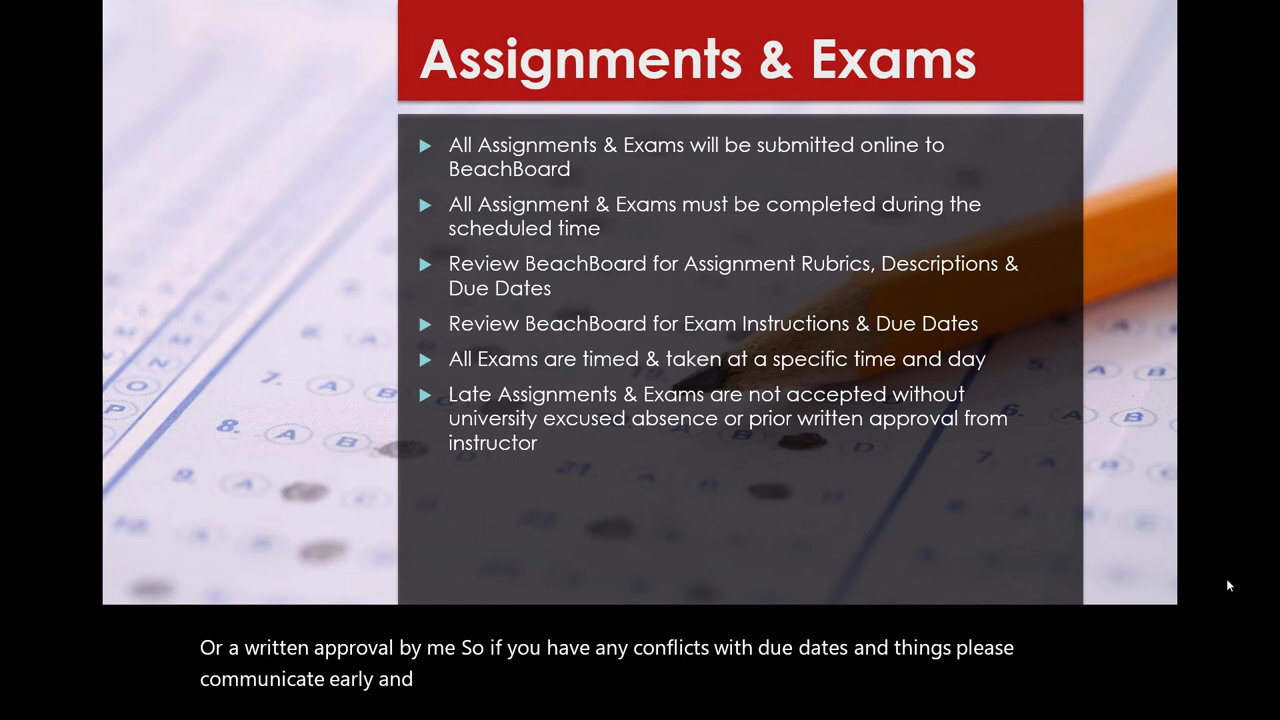 Assignments & Exams
All Assignments & Exams will be submitted online to
BeachBoard
All Assignment & Exams must be completed during the
scheduled time
Review BeachBoard for Assignment Rubrics, Descriptions &
Due Dates
Review BeachBoard for Exam Instructions & Due Dates
All Exams are timed & taken at a specific time and day
Late Assignments & Exams are not accepted without
university excused absence or prior written approval from
instructor
Or a written approval by me So if you have any conflicts with due dates and things please
communicate early and